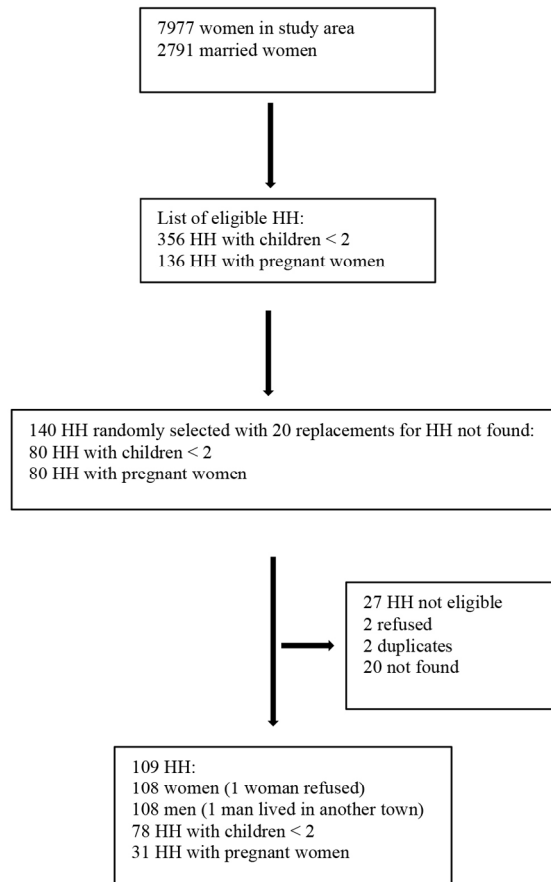 7977 women in study area
2791 married women
List of eligible HH:
356 HH with children < 2
136 HH with pregnant women
140 HH randomly selected with 20 replacements for HH not found:
80 HH with children < 2
80 HH with pregnant women
27 HH not eligible
2 refused
2 duplicates
20 not found
109 HH:
108 women (1 woman refused)
108 men (1 man lived in another town)
78 HH with children < 2
31 HH with pregnant women